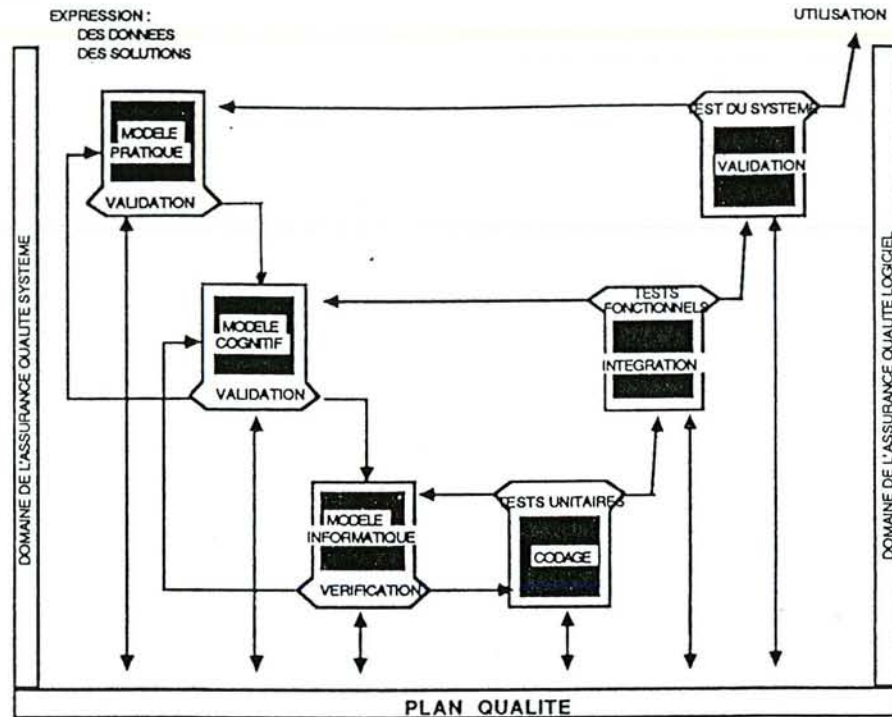 EXPRESSION :
DES DONNEES
DES SOLUTIONS
UTILISATION
DOMAINE DE L'ASSURANCE QUALITE SYSTEME
MODELE
PRATIQUE
VALIDATION
TEST DU SYSTEME
VALIDATION
MODELE
COGNITIF
VALIDATION
TESTS
FONCTIONNELS
INTEGRATION
MODELE
INFORMATIQUE
VERIFICATION
TESTS UNITAIRES
CODAGE
DOMAINE DE L'ASSURANCE QUALITE LOGICIEL
PLAN QUALITE